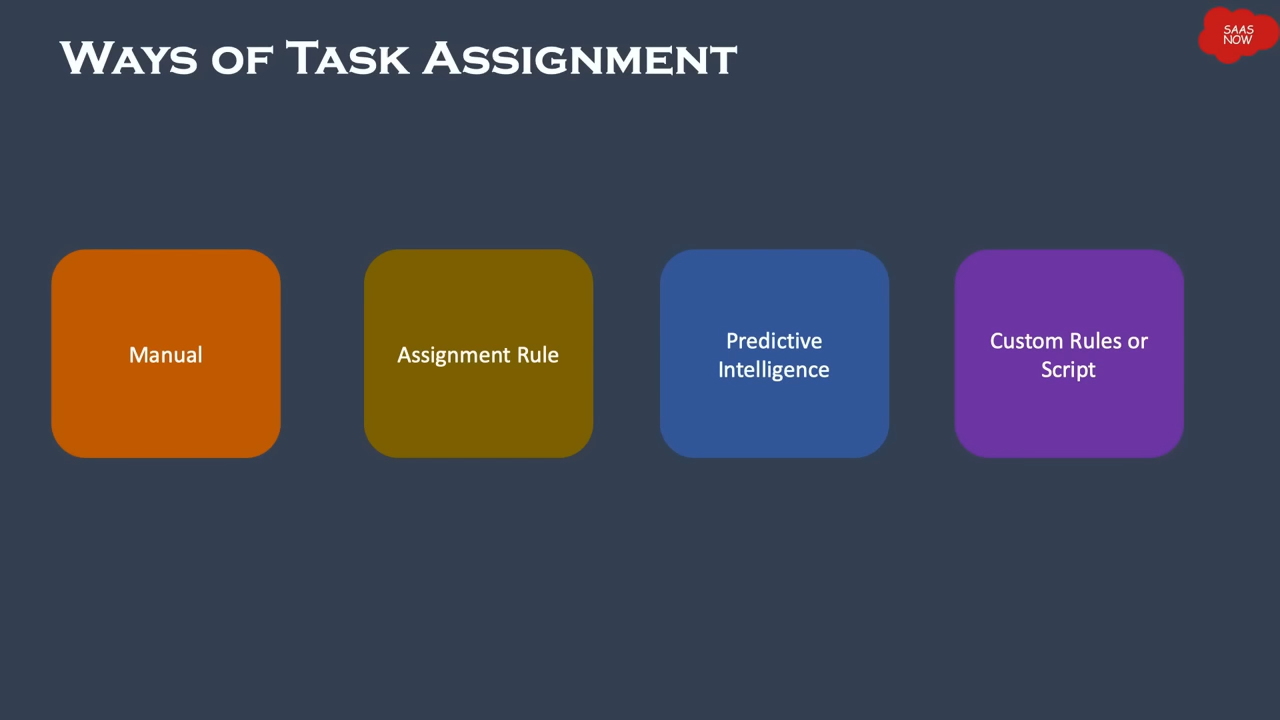 Ways of Task Assignment
SAAS
NOW
Manual
Assignment Rule
Predictive
Intelligence
Custom Rules or
Script